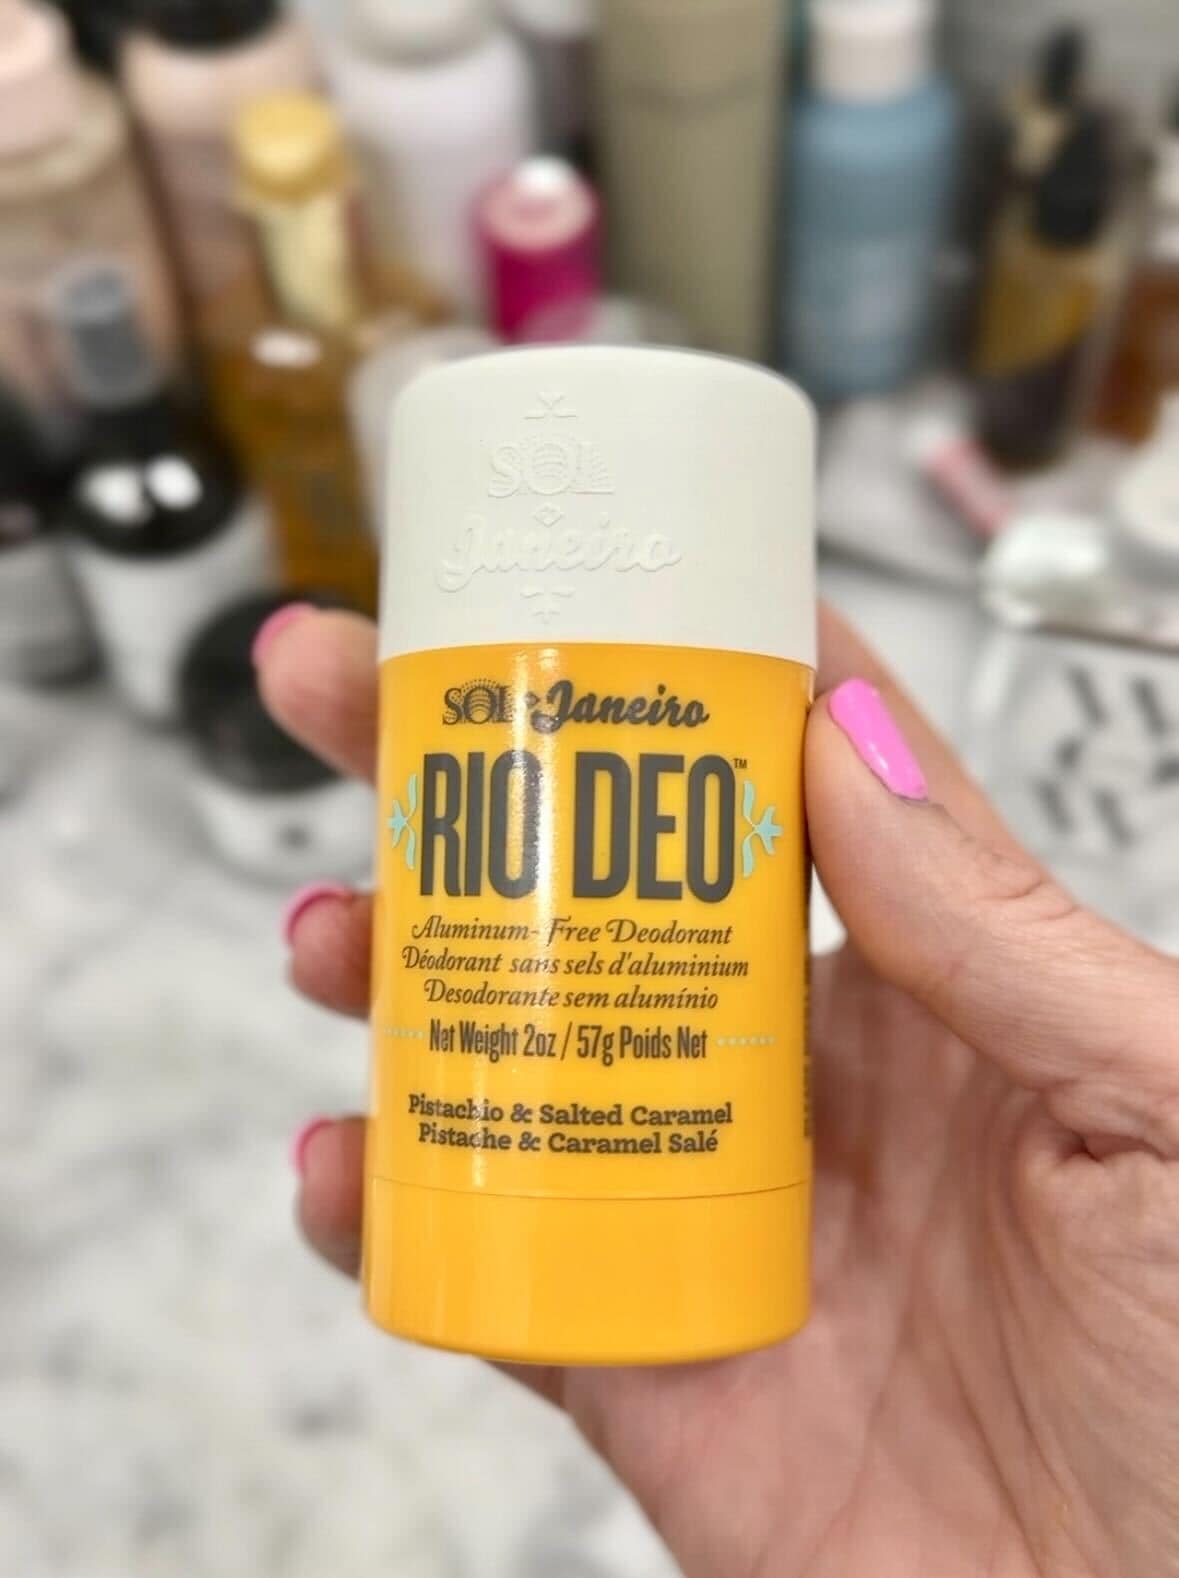 SOL
de Janeiro
SOL de Janeiro
RIO DEO™
Aluminum-Free Deodorant
Déodorant sans sels d'aluminium
Desodorante sem alumínio
Net Weight 2oz / 57g Poids Net
Pistachio & Salted Caramel
Pistache & Caramel Salé